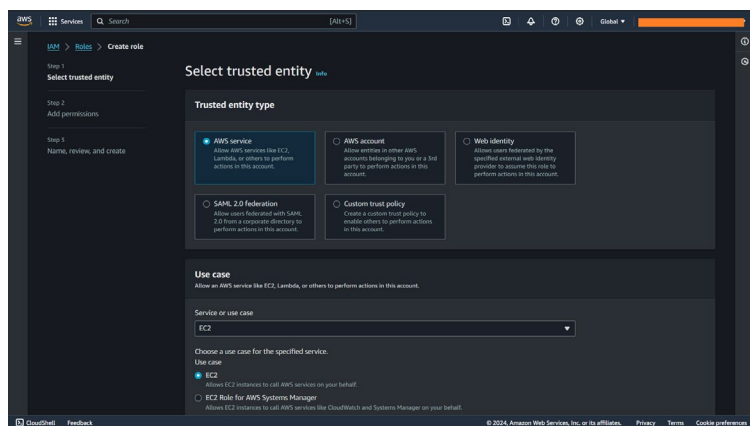 aws
Services
Search
[Alt+S]
Global
IAM > Roles > Create role
Step 1
Select trusted entity
Step 2
Add permissions
Step 3
Name, review, and create
Select trusted entity Info
Trusted entity type
AWS service
Allow AWS services like EC2,
Lambda, or others to perform
actions in this account.
AWS account
Allow entities in other AWS
accounts belonging to you or a 3rd
party to perform actions in this
account.
Web identity
Allows users federated by the
specified external web identity
provider to assume this role to
perform actions in this account.
SAML 2.0 federation
Allow users federated with SAML
2.0 from a corporate directory to
perform actions in this account.
Custom trust policy
Create a custom trust policy to
enable others to perform actions
in this account.
Use case
Allow an AWS service like EC2, Lambda, or others to perform actions in this account.
Service or use case
EC2
Choose a use case for the specified service.
Use case
EC2
Allows EC2 instances to call AWS services on your behalf.
EC2 Role for AWS Systems Manager
Allows EC2 instances to call AWS services like CloudWatch and Systems Manager on your behalf.
CloudShell Feedback
© 2024, Amazon Web Services, Inc. or its affiliates. Privacy Terms Cookie preferences